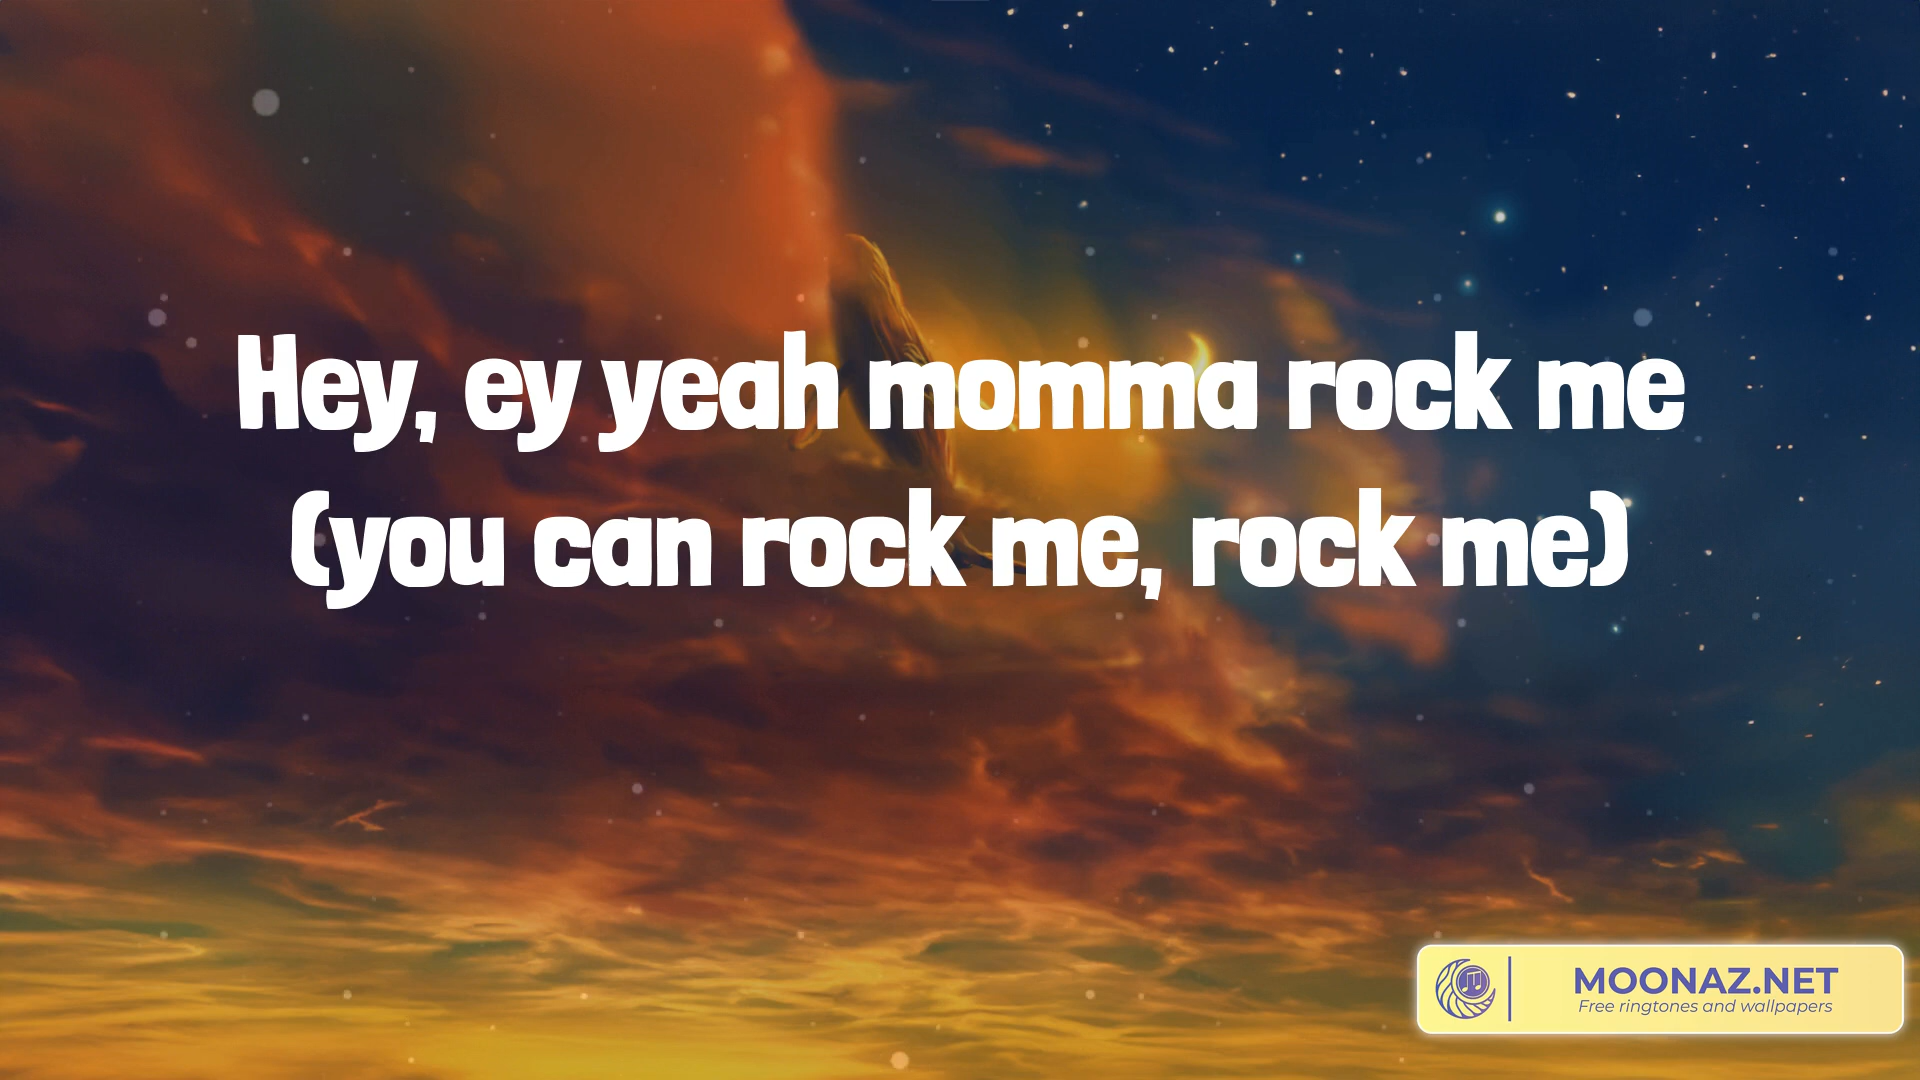 Hey, ey yeah momma rock me
(you can rock me, rock me)
MOONAZ.NET
Free ringtones and wallpapers